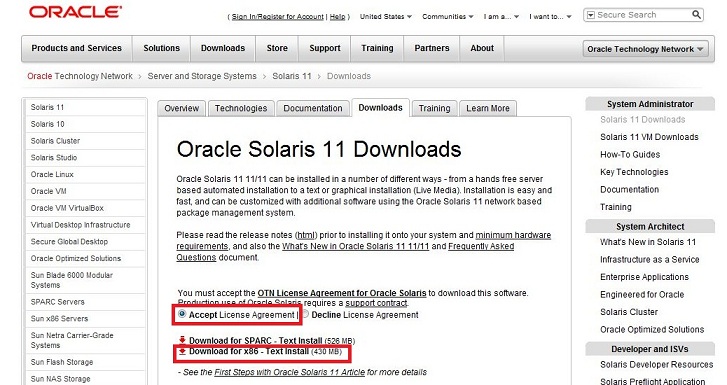 ORACLE
( Sign In/Register for Account | Help ) United States Communities I am a... I want to... Secure Search
Products and Services Solutions Downloads Store Support Training Partners About Oracle Technology Network
Oracle Technology Network > Server and Storage Systems > Solaris 11 > Downloads
Solaris 11
Solaris 10
Solaris Cluster
Solaris Studio
Oracle Linux
Oracle VM
Oracle VM VirtualBox
Virtual Desktop Infrastructure
Secure Global Desktop
Oracle Optimized Solutions
Sun Blade 6000 Modular
Systems
SPARC Servers
Sun x86 Servers
Sun Netra Carrier-Grade
Systems
Sun Flash Storage
Sun NAS Storage
Overview Technologies Documentation Downloads Training Learn More
Oracle Solaris 11 Downloads
Oracle Solaris 11 11/11 can be installed in a number of different ways - from a hands free server
based automated installation to a text or graphical installation (Live Media). Installation is easy and
fast, and can be customized with additional software using the Oracle Solaris 11 network based
package management system.
Please read the release notes (html) prior to installing it onto your system and minimum hardware
requirements, and also the What's New in Oracle Solaris 11 11/11 and Frequently Asked
Questions document.
You must accept the OTN License Agreement for Oracle Solaris to download this software.
Production use of Oracle Solaris requires a support contract.
Accept License Agreement | Decline License Agreement
Download for SPARC - Text Install (526 MB)
Download for x86 - Text Install (430 MB)
- See the First Steps with Oracle Solaris 11 Article for more details
System Administrator
Solaris 11 Downloads
Solaris 11 VM Downloads
How-To Guides
Key Technologies
Documentation
Training
System Architect
What's New in Solaris 11
Infrastructure as a Service
Enterprise Applications
Engineered for Oracle
Solaris Cluster
Oracle Optimized Solutions
Developer and ISVs
Solaris Developer Resources
Solaris Preflight Application